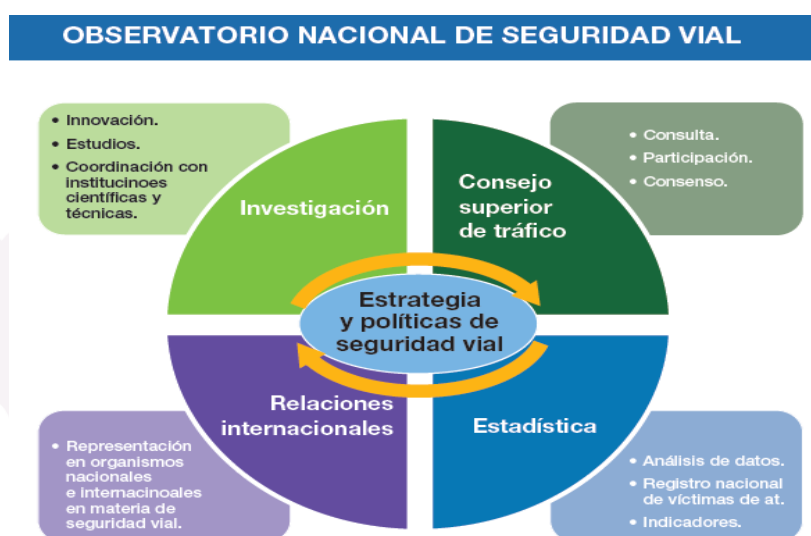 OBSERVATORIO NACIONAL DE SEGURIDAD VIAL
• Innovación.
• Estudios.
• Coordinación con
institucinoes
científicas y
técnicas.
Investigación
Consejo
superior
de tráfico
• Consulta.
• Participación.
• Consenso.
Estrategia
y políticas de
seguridad vial
Relaciones
internacionales
• Representación
en organismos
nacionales
e internacinoales
en materia de
seguridad vial.
Estadística
• Análisis de datos.
• Registro nacional
de víctimas de at.
• Indicadores.